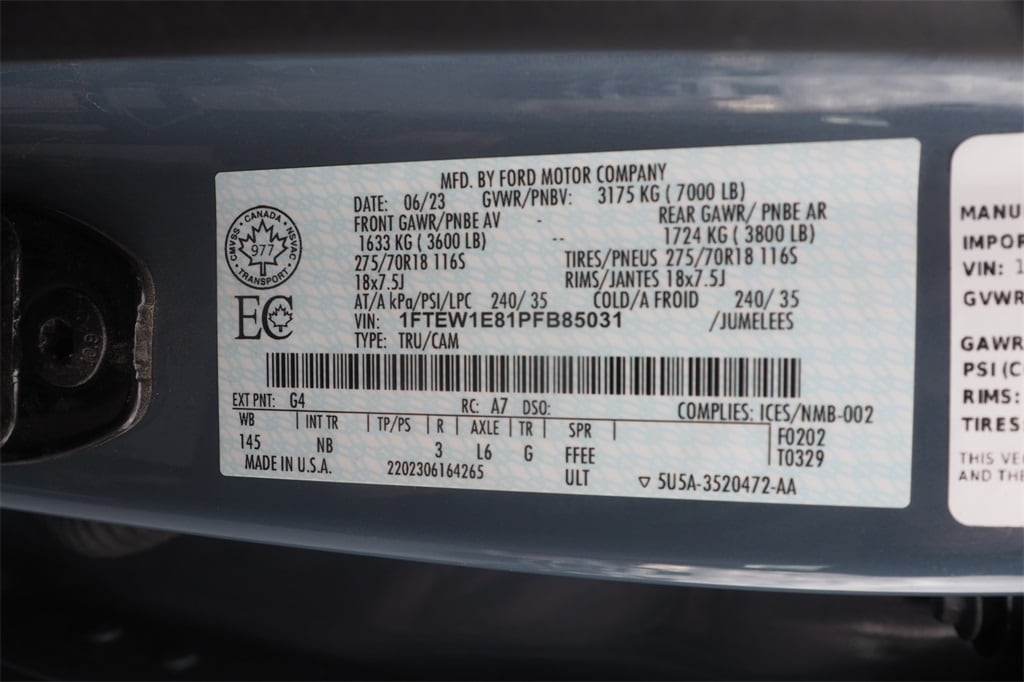 MFD. BY FORD MOTOR COMPANY
DATE: 06/23 GVWR/PNBV: 3175 KG ( 7000 LB)
FRONT GAWR/PNBE AV - REAR GAWR/ PNBE AR
1633 KG ( 3600 LB) -- 1724 KG ( 3800 LB)
275/70R18 116S TIRES/PNEUS 275/70R18 116S
18x7.5J RIMS/JANTES 18x7.5J
AT/A kPa/PSI/LPC 240/ 35 COLD/A FROID 240/ 35
VIN: 1FTEW1E81PFB85031 /JUMELEES
TYPE: TRU/CAM
CANADA
CMVSS 977 NSVAC
TRANSPORT
EC
EXT PNT: G4 RC: A7 DSO: COMPLIES: ICES/NMB-002
WB INT TR TP/PS R AXLE TR SPR F0202
145 NB 3 L6 G FFEE T0329
MADE IN U.S.A. 2202306164265 ULT 5U5A-3520472-AA
MANU
IMPOR
VIN: 1
GVWR
GAWR
PSI (C
RIMS:
TIRES
THIS VE
AND THE
60